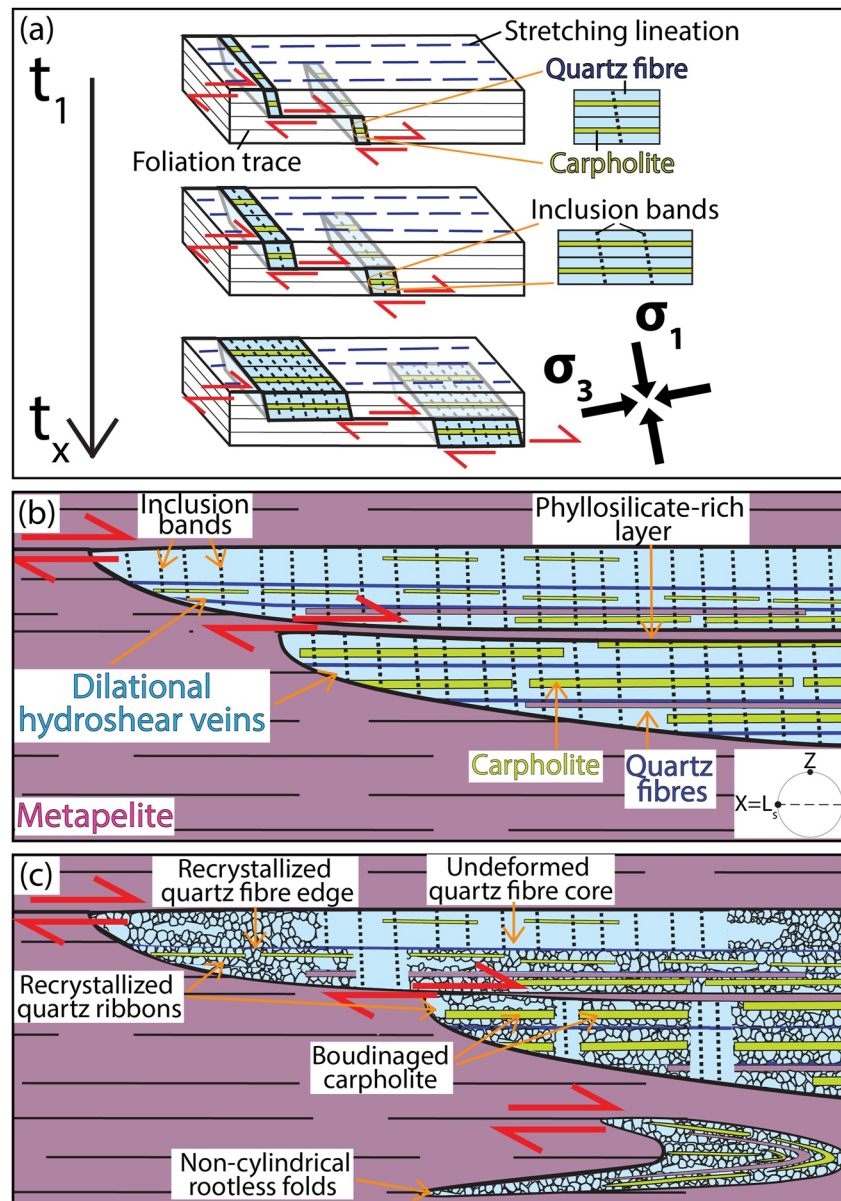 (a)
Stretching lineation
t1
Quartz fibre
Foliation trace
Carpholite
Inclusion bands
σ1
σ3
tx
(b)
Inclusion
bands
Phyllosilicate-rich
layer
Dilational
hydroshear veins
Carpholite
Quartz
fibres
Metapelite
Z
X=Ls
(c)
Recrystallized
quartz fibre edge
Undeformed
quartz fibre core
Recrystallized
quartz ribbons
Boudinaged
carpholite
Non-cylindrical
rootless folds